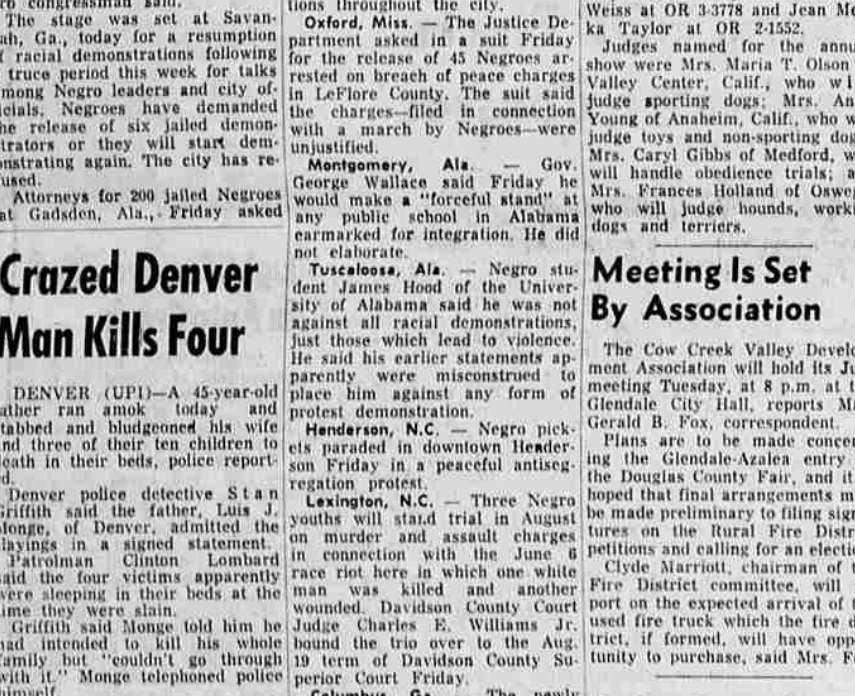 ro congressman said.
The stage was set at Savan-
ah, Ga., today for a resumption
f racial demonstrations following
truce period this week for talks
mong Negro leaders and city of-
icials. Negroes have demanded
he release of six jailed demon-
trators or they will start dem-
onstrating again. The city has re-
used.
Attorneys for 200 jailed Negroes
at Gadsden, Ala., Friday asked
Crazed Denver
Man Kills Four
DENVER (UPI)—A 45-year-old
ather ran amok today and
tabbed and bludgeoned his wife
nd three of their ten children to
eath in their beds, police report-
d.
Denver police detective Stan
Griffith said the father, Luis J.
Monge, of Denver, admitted the
layings in a signed statement.
Patrolman Clinton Lombard
said the four victims apparently
were sleeping in their beds at the
ime they were slain.
Griffith said Monge told him he
had intended to kill his whole
family but "couldn't go through
with it." Monge telephoned police
himself.
tions throughout the city.
Oxford, Miss. — The Justice De-
partment asked in a suit Friday
for the release of 45 Negroes ar-
rested on breach of peace charges
in LeFlore County. The suit said
the charges—filed in connection
with a march by Negroes—were
unjustified.
Montgomery, Ala. — Gov.
George Wallace said Friday he
would make a "forceful stand" at
any public school in Alabama
earmarked for integration. He did
not elaborate.
Tuscaloosa, Ala. — Negro stu-
dent James Hood of the Univer-
sity of Alabama said he was not
against all racial demonstrations,
just those which lead to violence.
He said his earlier statements ap-
parently were misconstrued to
place him against any form of
protest demonstration.
Henderson, N.C. — Negro pick-
ets paraded in downtown Hender-
son Friday in a peaceful antiseg-
regation protest.
Lexington, N.C. — Three Negro
youths will stand trial in August
on murder and assault charges
in connection with the June 6
race riot here in which one white
man was killed and another
wounded. Davidson County Court
Judge Charles E. Williams Jr.
bound the trio over to the Aug.
19 term of Davidson County Su-
perior Court Friday.
Columbus, Ga. — The newly
Weiss at OR 3-3778 and Jean Mc
ka Taylor at OR 2-1552.
Judges named for the annu
show were Mrs. Maria T. Olson
Valley Center, Calif., who wi
judge sporting dogs; Mrs. An
Young of Anaheim, Calif., who w
judge toys and non-sporting dog
Mrs. Caryl Gibbs of Medford, w
will handle obedience trials; a
Mrs. Frances Holland of Oswe
who will judge hounds, worki
dogs and terriers.
Meeting Is Set
By Association
The Cow Creek Valley Develo
ment Association will hold its Ju
meeting Tuesday, at 8 p.m. at t
Glendale City Hall, reports M
Gerald B. Fox, correspondent.
Plans are to be made concer
ing the Glendale-Azalea entry
the Douglas County Fair, and it
hoped that final arrangements m
be made preliminary to filing sign
tures on the Rural Fire Distr
petitions and calling for an electio
Clyde Marriott, chairman of t
Fire District committee, will
port on the expected arrival of
used fire truck which the fire d
trict, if formed, will have oppo
tunity to purchase, said Mrs. F